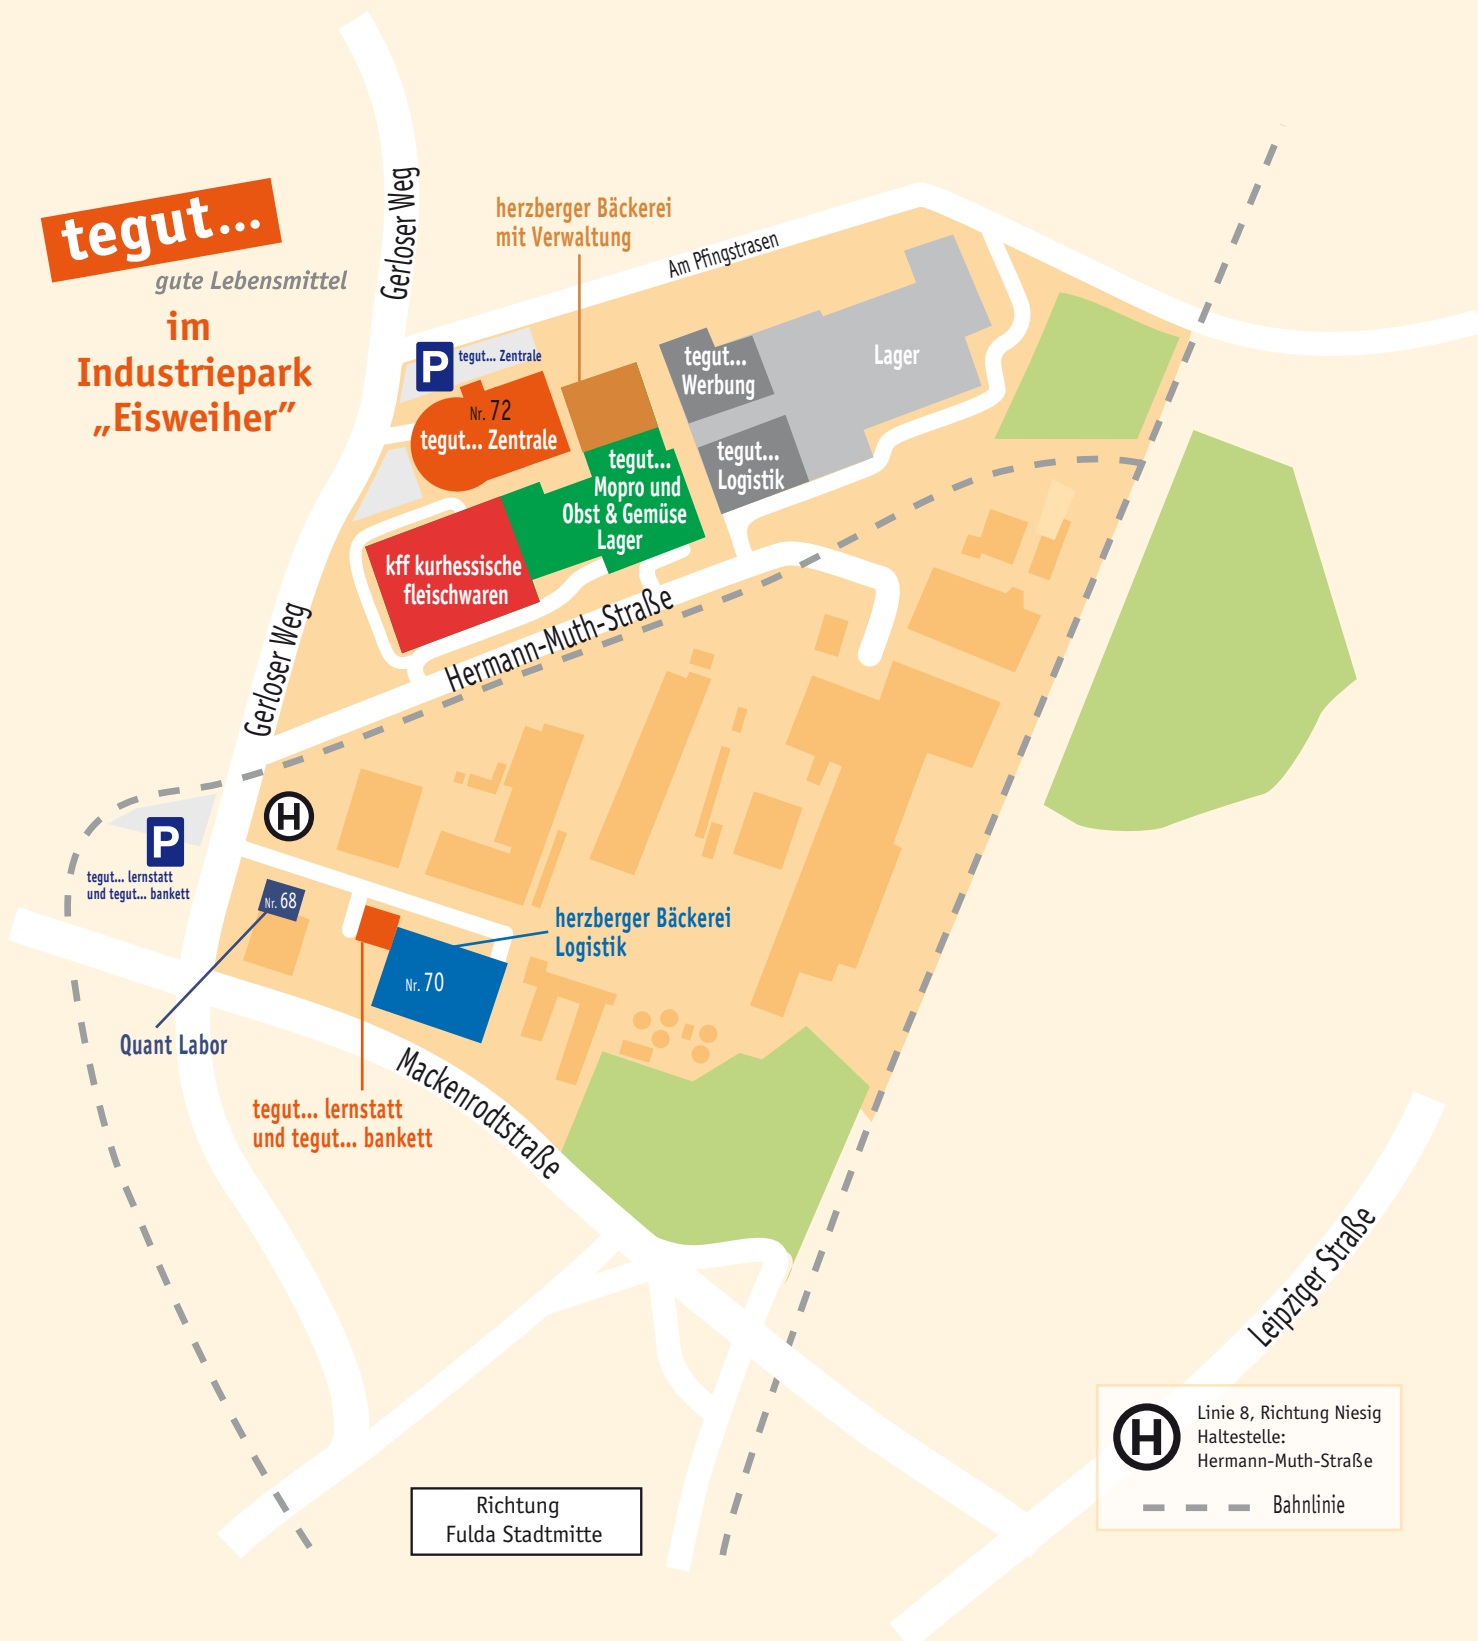 tegut...
gute Lebensmittel
im
Industriepark
„Eisweiher”
Gerloser Weg
herzberger Bäckerei
mit Verwaltung
Am Pfingstrasen
P
tegut... Zentrale
Nr. 72
tegut... Zentrale
tegut...
Werbung
Lager
tegut...
Logistik
tegut...
Mopro und
Obst & Gemüse
Lager
kff kurhessische
fleischwaren
Hermann-Muth-Straße
Gerloser Weg
H
P
tegut... lernstatt
und tegut... bankett
Nr. 68
herzberger Bäckerei
Logistik
Nr. 70
Quant Labor
tegut... lernstatt
und tegut... bankett
Mackenrodtstraße
Leipziger Straße
H
Linie 8, Richtung Niesig
Haltestelle:
Hermann-Muth-Straße
Bahnlinie
Richtung
Fulda Stadtmitte